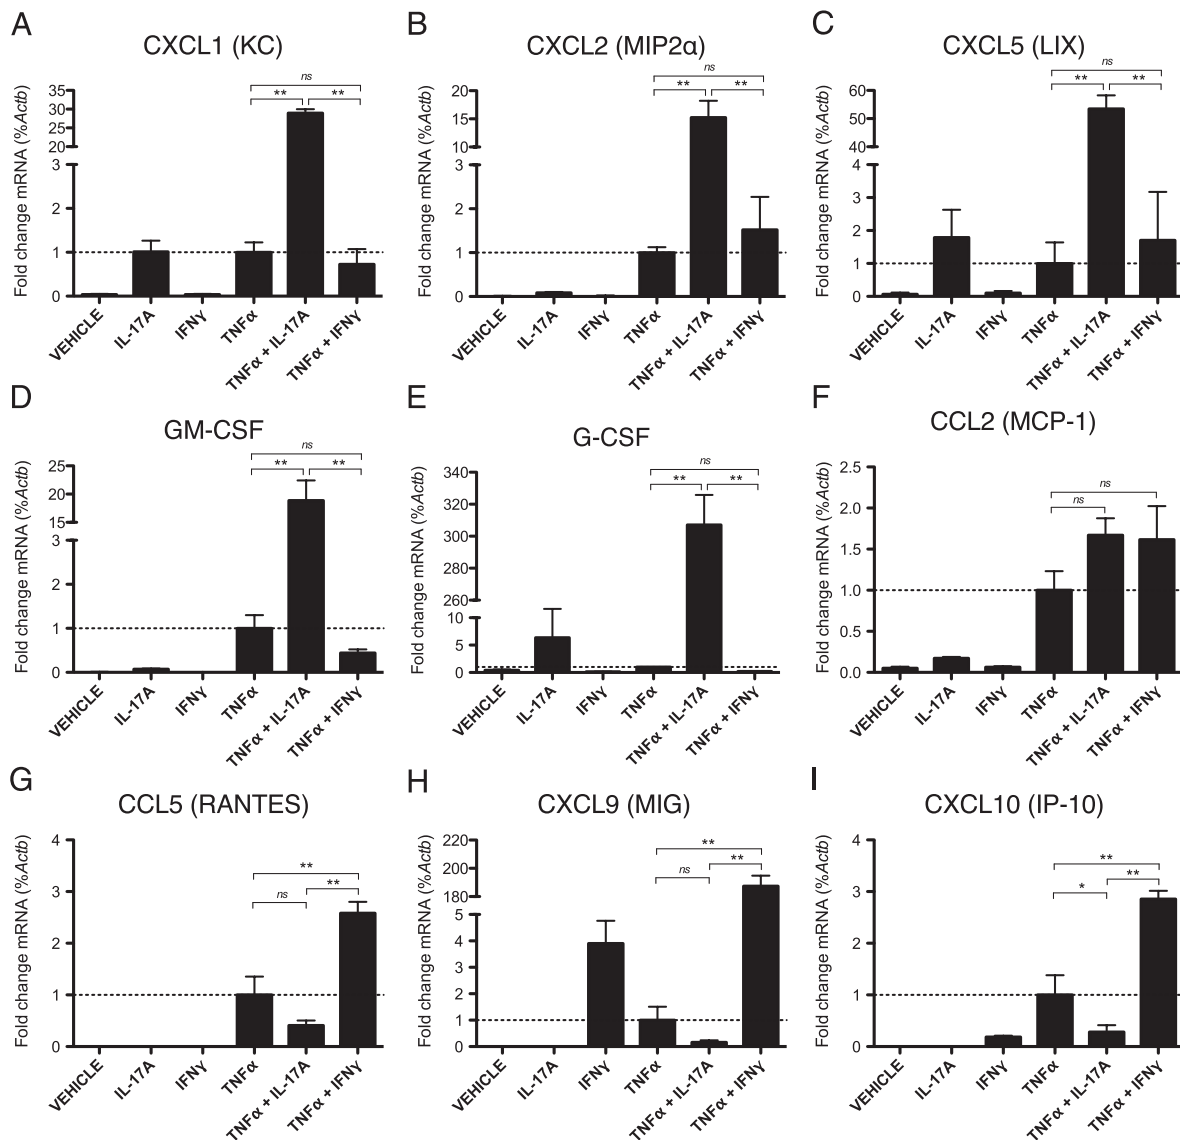 A
CXCL1 (KC)
Fold change mRNA (%Actb)
35
30
25
20
3
2
1
0
ns
** **
VEHICLE
IL-17A
IFNγ
TNFα
TNFα + IL-17A
TNFα + IFNγ
B
CXCL2 (MIP2α)
Fold change mRNA (%Actb)
20
15
10
3
2
1
0
ns
** **
VEHICLE
IL-17A
IFNγ
TNFα
TNFα + IL-17A
TNFα + IFNγ
C
CXCL5 (LIX)
Fold change mRNA (%Actb)
60
50
40
4
3
2
1
0
ns
** **
VEHICLE
IL-17A
IFNγ
TNFα
TNFα + IL-17A
TNFα + IFNγ
D
GM-CSF
Fold change mRNA (%Actb)
25
20
15
3
2
1
0
ns
** **
VEHICLE
IL-17A
IFNγ
TNFα
TNFα + IL-17A
TNFα + IFNγ
E
G-CSF
Fold change mRNA (%Actb)
340
320
300
280
260
10
5
0
ns
** **
VEHICLE
IL-17A
IFNγ
TNFα
TNFα + IL-17A
TNFα + IFNγ
F
CCL2 (MCP-1)
Fold change mRNA (%Actb)
2.5
2.0
1.5
1.0
0.5
0.0
ns
ns
VEHICLE
IL-17A
IFNγ
TNFα
TNFα + IL-17A
TNFα + IFNγ
G
CCL5 (RANTES)
Fold change mRNA (%Actb)
4
3
2
1
0
**
**
ns
VEHICLE
IL-17A
IFNγ
TNFα
TNFα + IL-17A
TNFα + IFNγ
H
CXCL9 (MIG)
Fold change mRNA (%Actb)
220
200
180
5
4
3
2
1
0
**
**
ns
VEHICLE
IL-17A
IFNγ
TNFα
TNFα + IL-17A
TNFα + IFNγ
I
CXCL10 (IP-10)
Fold change mRNA (%Actb)
4
3
2
1
0
**
**
*
VEHICLE
IL-17A
IFNγ
TNFα
TNFα + IL-17A
TNFα + IFNγ